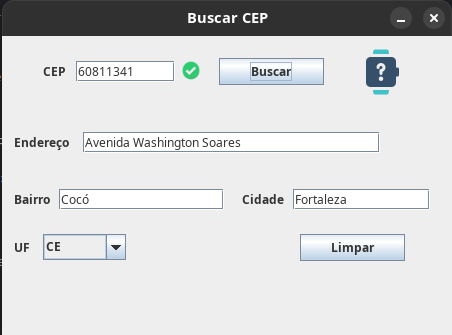 Buscar CEP
CEP 60811341 Buscar ?
Endereço Avenida Washington Soares
Bairro Cocó Cidade Fortaleza
UF CE Limpar